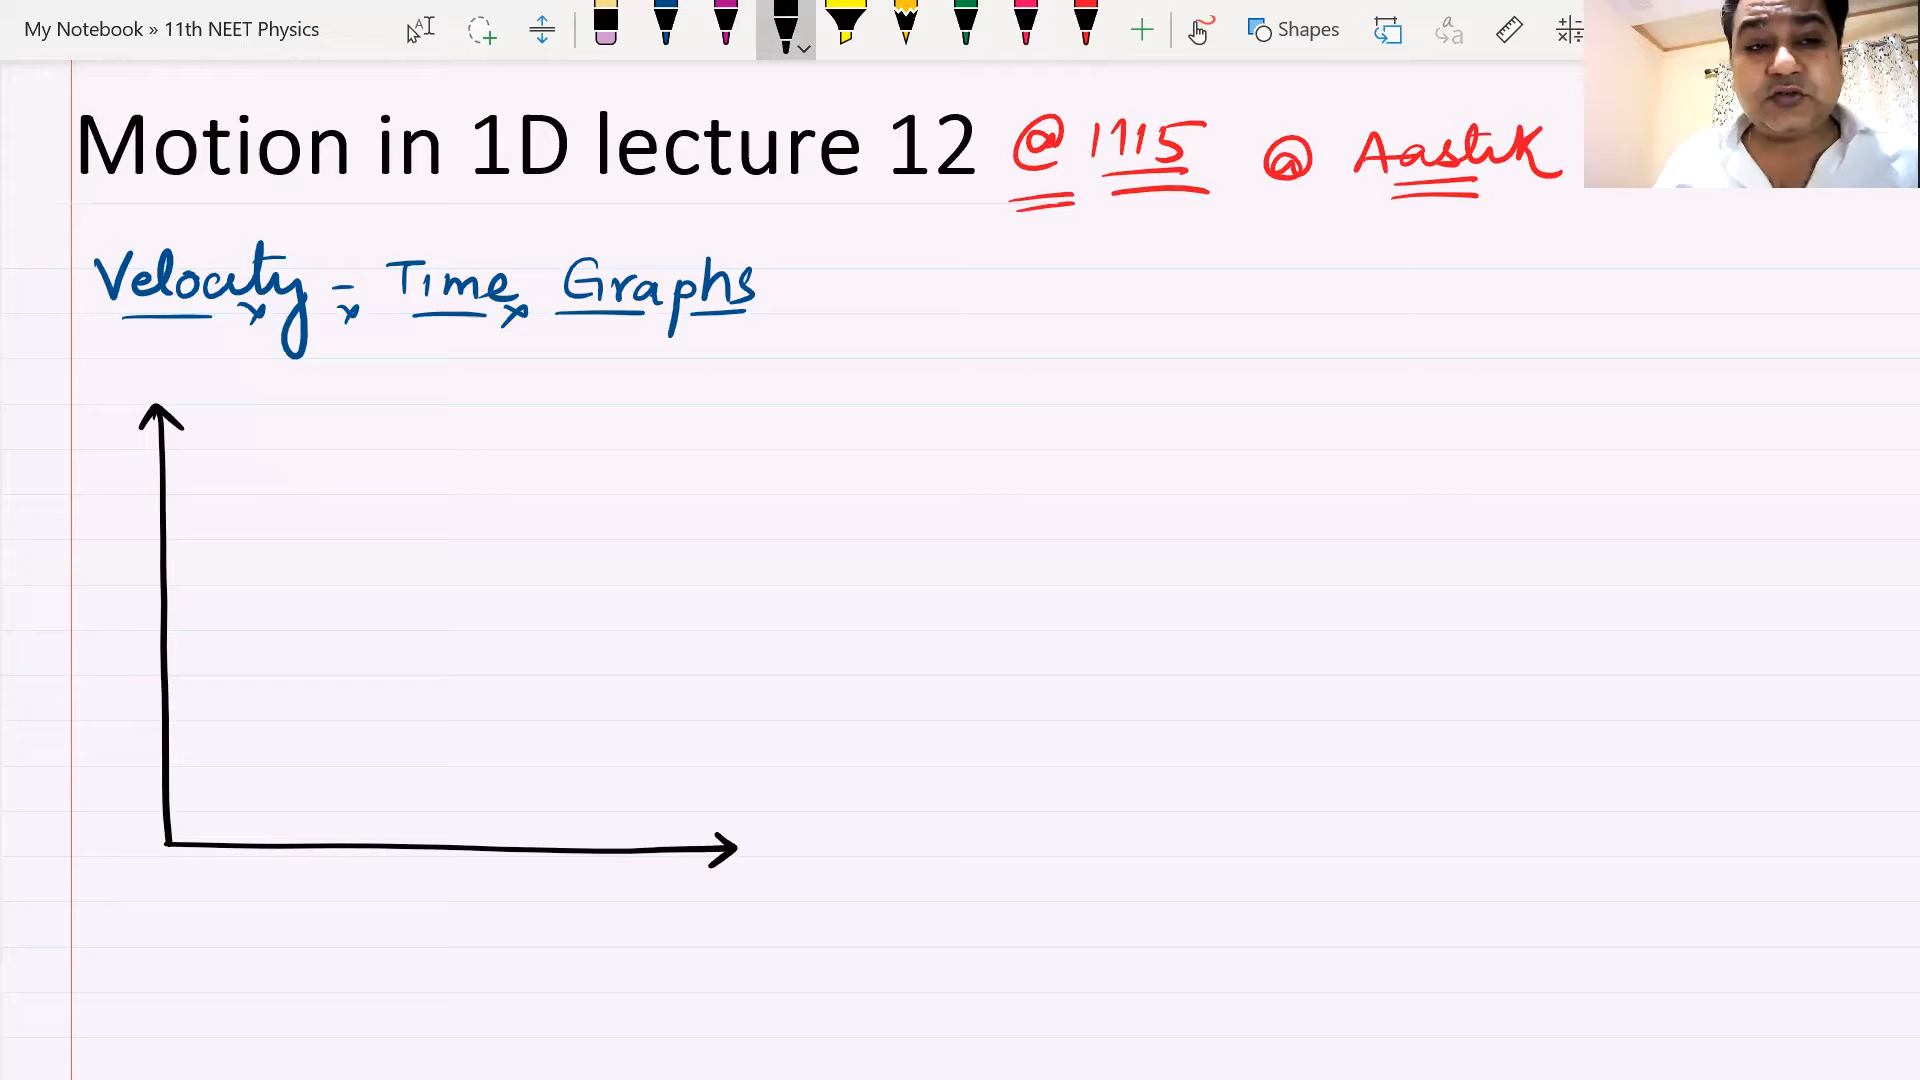 My Notebook » 11th NEET Physics
Shapes
Motion in 1D lecture 12 @ 1115 @ Aastik
Velocity - Time Graphs